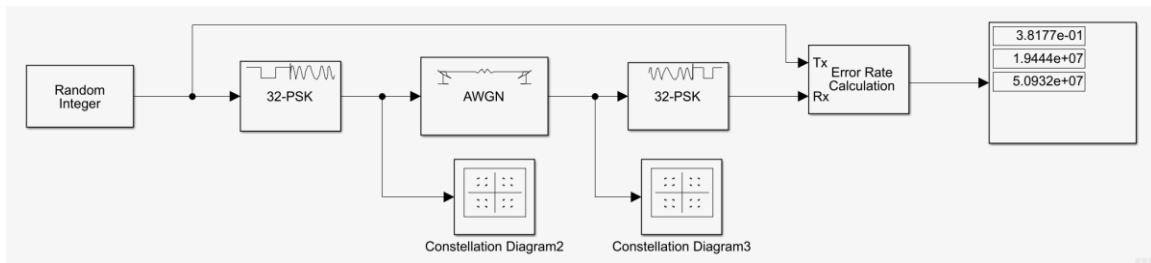 Random
Integer
32-PSK
AWGN
32-PSK
Tx
Rx
Error Rate
Calculation
3.8177e-01
1.9444e+07
5.0932e+07
Constellation Diagram2
Constellation Diagram3